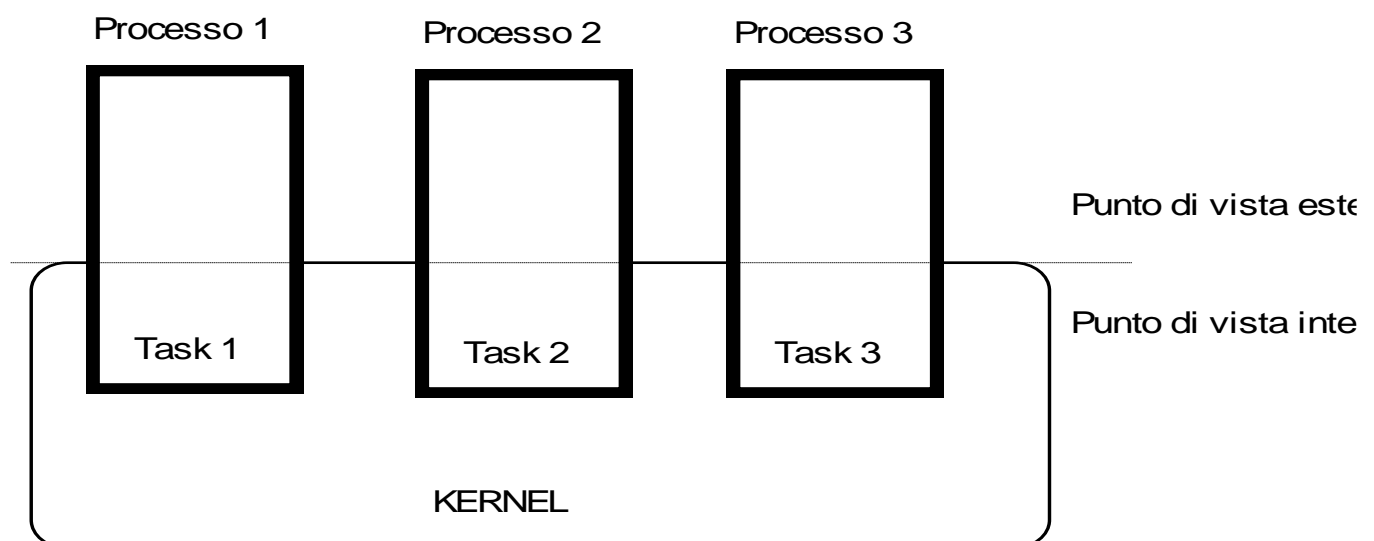 Processo 1
Processo 2
Processo 3
Punto di vista este
Punto di vista inte
Task 1
Task 2
Task 3
KERNEL